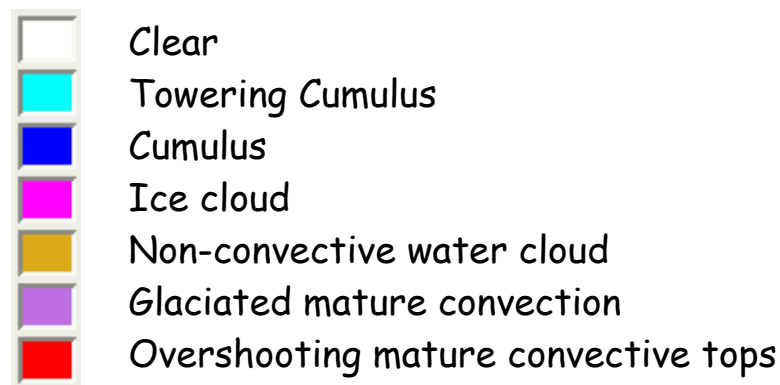 Clear
Towering Cumulus
Cumulus
Ice cloud
Non-convective water cloud
Glaciated mature convection
Overshooting mature convective tops